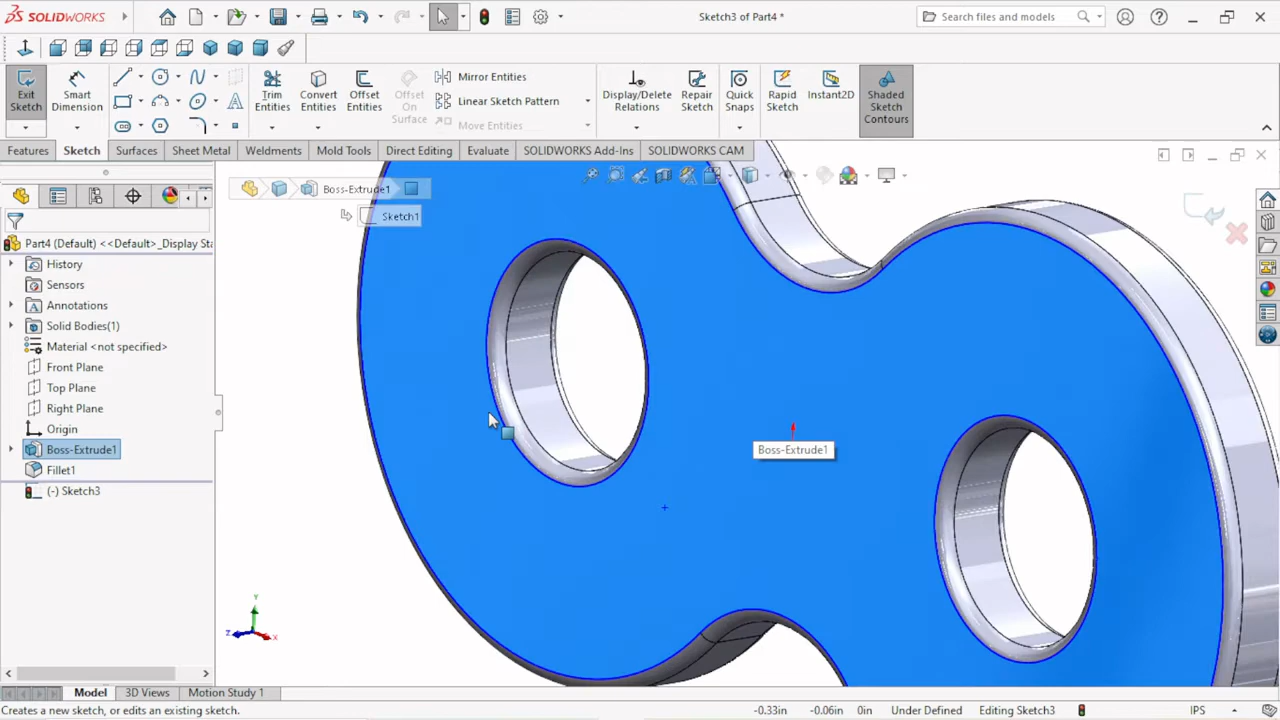 SOLIDWORKS
Sketch3 of Part4 *
Search files and models
Exit Sketch
Smart Dimension
Trim Entities
Convert Entities
Offset Entities
Offset On Surface
Mirror Entities
Linear Sketch Pattern
Move Entities
Display/Delete Relations
Repair Sketch
Quick Snaps
Rapid Sketch
Instant2D
Shaded Sketch Contours
Features
Sketch
Surfaces
Sheet Metal
Weldments
Mold Tools
Direct Editing
Evaluate
SOLIDWORKS Add-Ins
SOLIDWORKS CAM
Boss-Extrude1
Sketch1
Part4 (Default) <<Default>_Display Sta
History
Sensors
Annotations
Solid Bodies(1)
Material <not specified>
Front Plane
Top Plane
Right Plane
Origin
Boss-Extrude1
Fillet1
(-) Sketch3
Boss-Extrude1
Y
Z
X
Model
3D Views
Motion Study 1
Creates a new sketch, or edits an existing sketch.
-0.33in
-0.06in
0in
Under Defined
Editing Sketch3
IPS